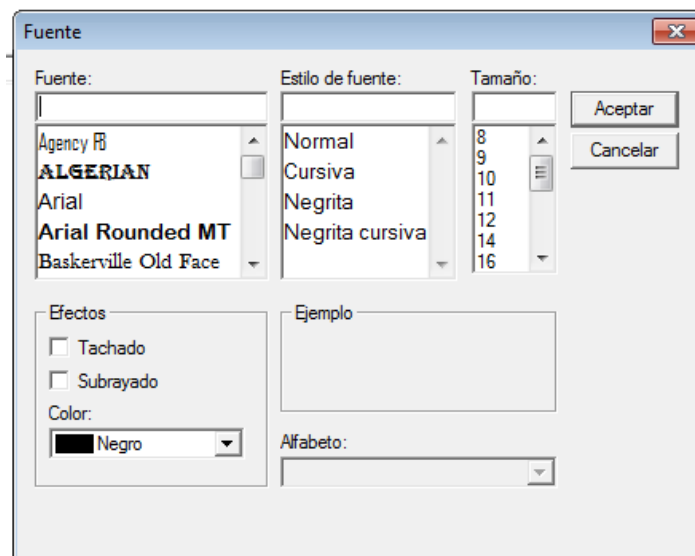 Fuente
Fuente:
Estilo de fuente:
Tamaño:
Agency FB
ALGERIAN
Arial
Arial Rounded MT
Baskerville Old Face
Normal
Cursiva
Negrita
Negrita cursiva
8
9
10
11
12
14
16
Aceptar
Cancelar
Efectos
Tachado
Subrayado
Color:
Negro
Ejemplo
Alfabeto: